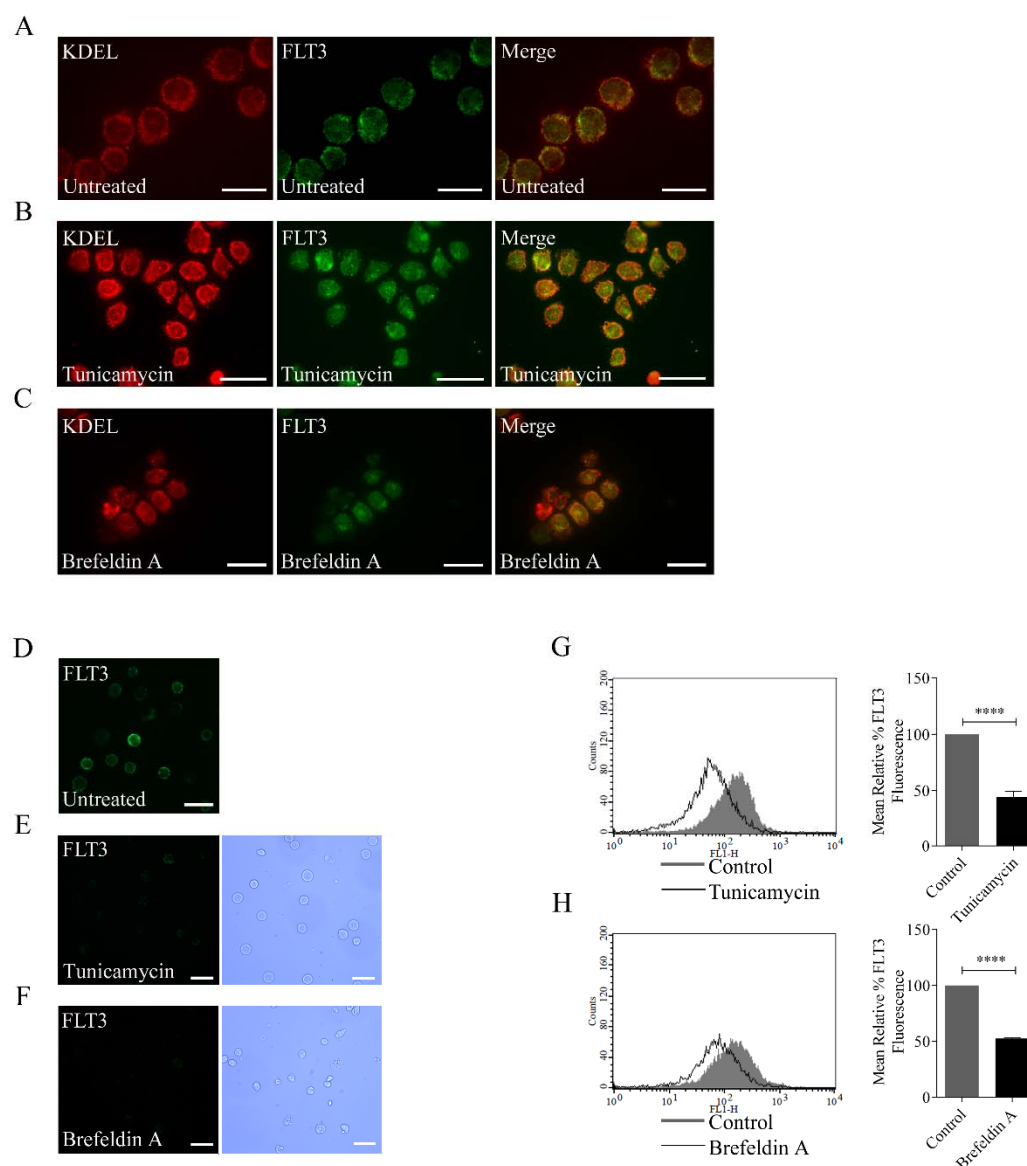 A
KDEL
FLT3
Merge
Untreated
Untreated
Untreated
B
KDEL
FLT3
Merge
Tunicamycin
Tunicamycin
Tunicamycin
C
KDEL
FLT3
Merge
Brefeldin A
Brefeldin A
Brefeldin A
D
FLT3
Untreated
E
FLT3
Tunicamycin
F
FLT3
Brefeldin A
G
Counts
200
160
120
80
40
0
10^0
10^1
10^2
10^3
10^4
FL1-H
Control
Tunicamycin
Mean Relative % FLT3
Fluorescence
150
100
50
0
****
Control
Tunicamycin
H
Counts
200
160
120
80
40
0
10^0
10^1
10^2
10^3
10^4
FL1-H
Control
Brefeldin A
Mean Relative % FLT3
Fluorescence
150
100
50
0
****
Control
Brefeldin A